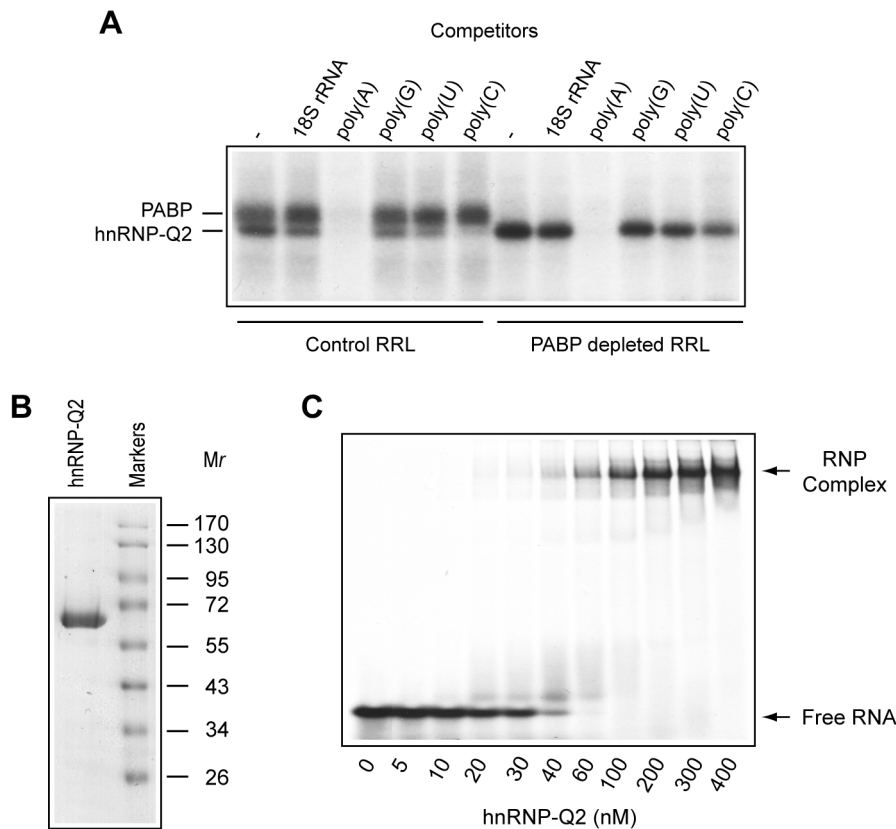 A
Competitors
- 18S rRNA poly(A) poly(G) poly(U) poly(C) - 18S rRNA poly(A) poly(G) poly(U) poly(C)
PABP
hnRNP-Q2
Control RRL PABP depleted RRL
B
hnRNP-Q2 Markers Mr
170
130
95
72
55
43
34
26
C
RNP
Complex
Free RNA
0 5 10 20 30 40 60 100 200 300 400
hnRNP-Q2 (nM)